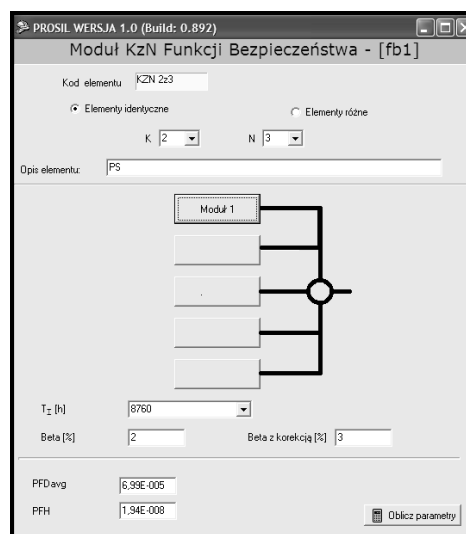 PROSIL WERSJA 1.0 (Build: 0.892)
Moduł KzN Funkcji Bezpieczeństwa - [fb1]
Kod elementu KZN 2z3
Elementy identyczne Elementy różne
K 2 N 3
Opis elementu: PS
Moduł 1
T_I [h] 8760
Beta [%] 2 Beta z korekcją [%] 3
PFDavg 6,99E-005
PFH 1,94E-008
Oblicz parametry